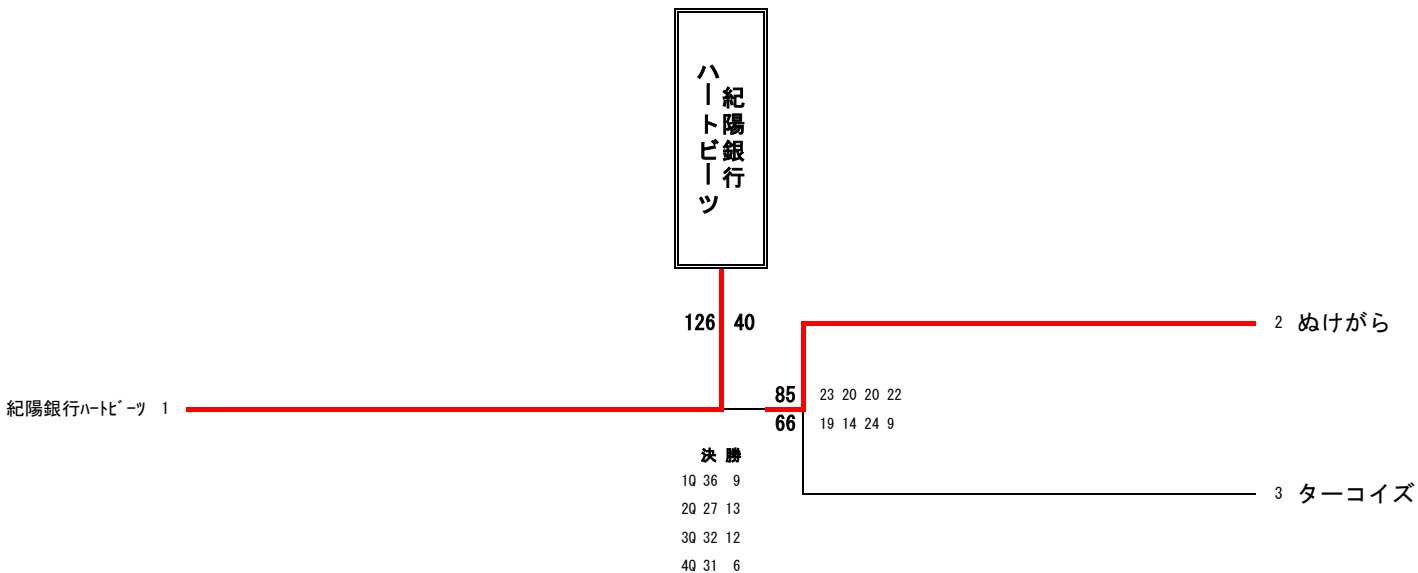 紀陽銀行
ハートビーツ
126 40
2 ぬけがら
85 23 20 20 22
紀陽銀行ﾊｰﾄﾋﾞｰﾂ 1
66 19 14 24 9
決 勝
1Q 36 9
2Q 27 13
3Q 32 12
4Q 31 6
3 ターコイズ